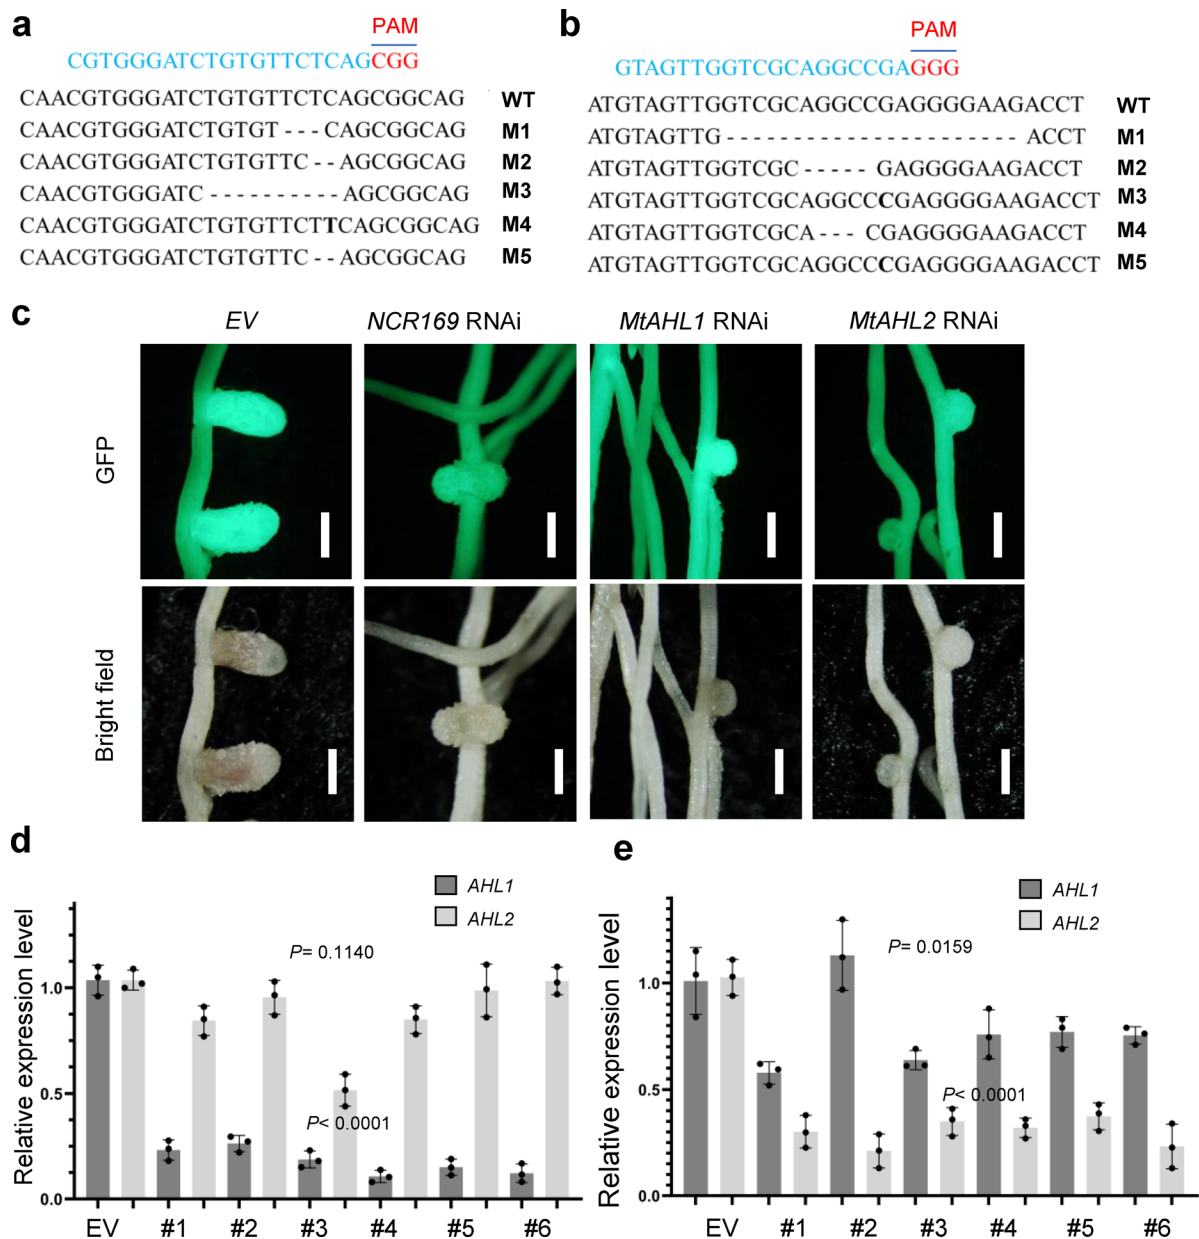 a
PAM
CGTGGGATCTGTGTTCTCAGCGG
CAACGTGGGATCTGTGTTCTCAGCGGCAG WT
CAACGTGGGATCTGTGT - - - CAGCGGCAG M1
CAACGTGGGATCTGTGTTC - - AGCGGCAG M2
CAACGTGGGATC - - - - - - - - - - AGCGGCAG M3
CAACGTGGGATCTGTGTTCTTCAGCGGCAG M4
CAACGTGGGATCTGTGTTC - - AGCGGCAG M5
b
PAM
GTAGTTGGTCGCAGGCCGAGGG
ATGTAGTTGGTCGCAGGCCGAGGGGAAGACCT WT
ATGTAGTTG - - - - - - - - - - - - - - - - - - - - - - ACCT M1
ATGTAGTTGGTCGC - - - - - GAGGGGAAGACCT M2
ATGTAGTTGGTCGCAGGCCCGAGGGGAAGACCT M3
ATGTAGTTGGTCGCA - - - CGAGGGGAAGACCT M4
ATGTAGTTGGTCGCAGGCCCGAGGGGAAGACCT M5
c
EV NCR169 RNAi MtAHL1 RNAi MtAHL2 RNAi
GFP
Bright field
d
Relative expression level
AHL1
AHL2
P= 0.1140
P< 0.0001
1.0
0.5
0.0
EV #1 #2 #3 #4 #5 #6
e
Relative expression level
AHL1
AHL2
P= 0.0159
P< 0.0001
1.0
0.5
0.0
EV #1 #2 #3 #4 #5 #6